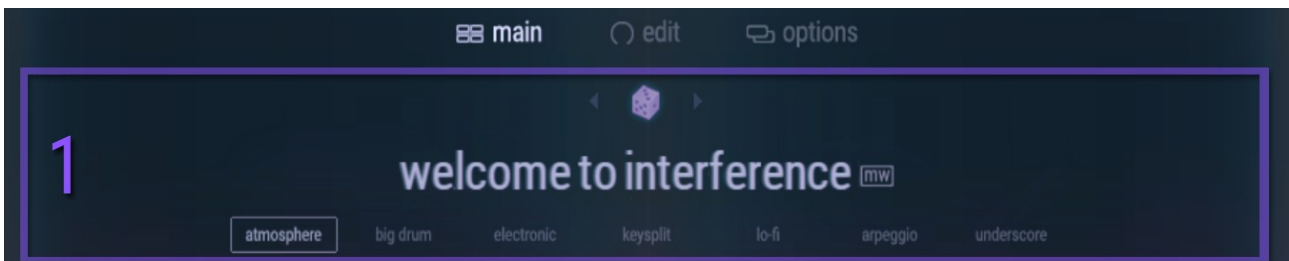 main edit options
1
welcome to interference mw
atmosphere big drum electronic keysplit lo-fi arpeggio underscore